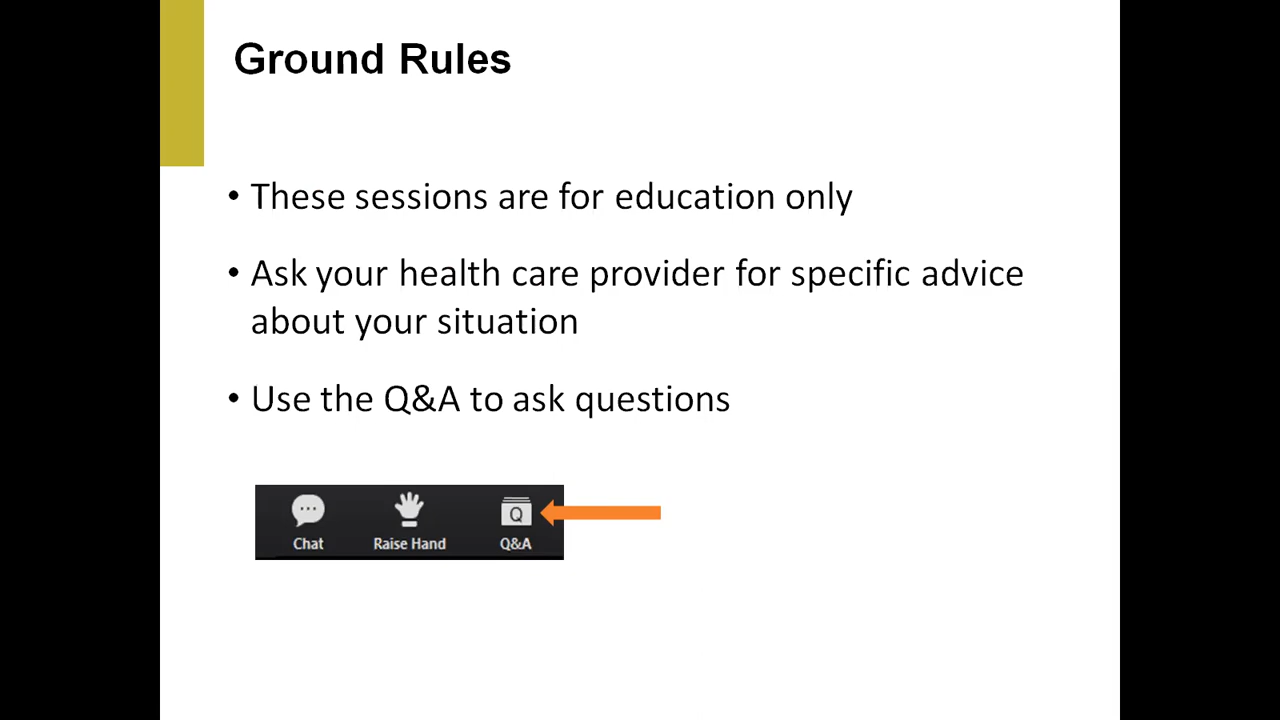 Ground Rules
• These sessions are for education only
• Ask your health care provider for specific advice
about your situation
• Use the Q&A to ask questions
Q
Chat Raise Hand Q&A